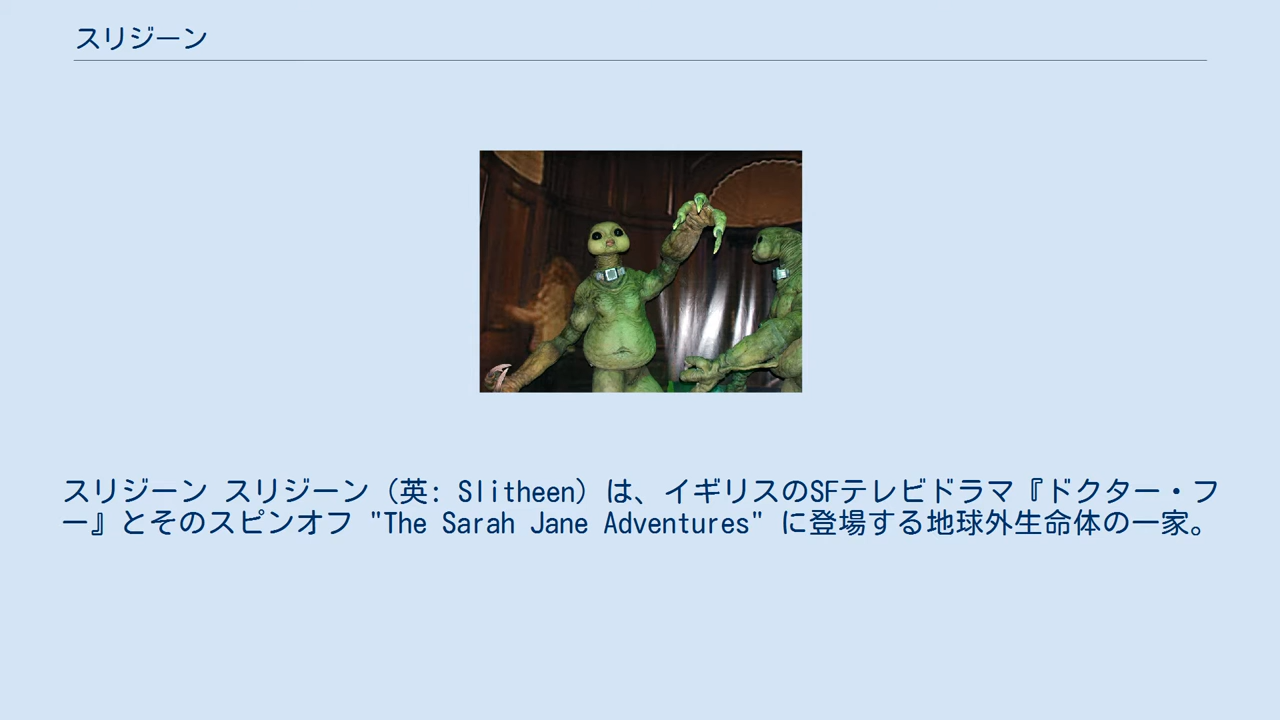 スリジーン
スリジーン スリジーン（英: Slitheen）は、イギリスのSFテレビドラマ『ドクター・フ
ー』とそのスピンオフ "The Sarah Jane Adventures" に登場する地球外生命体の一家。